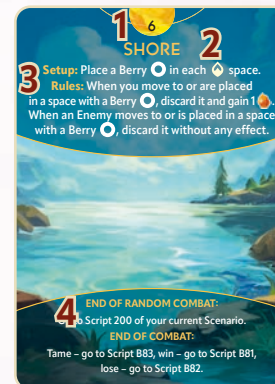 1
6
SHORE
2
3
Setup: Place a Berry in each space.
Rules: When you move to or are placed
in a space with a Berry , discard it and gain 1 .
When an Enemy moves to or is placed in a space
with a Berry , discard it without any effect.
4
END OF RANDOM COMBAT:
to Script 200 of your current Scenario.
END OF COMBAT:
Tame – go to Script B83, win – go to Script B81,
lose – go to Script B82.